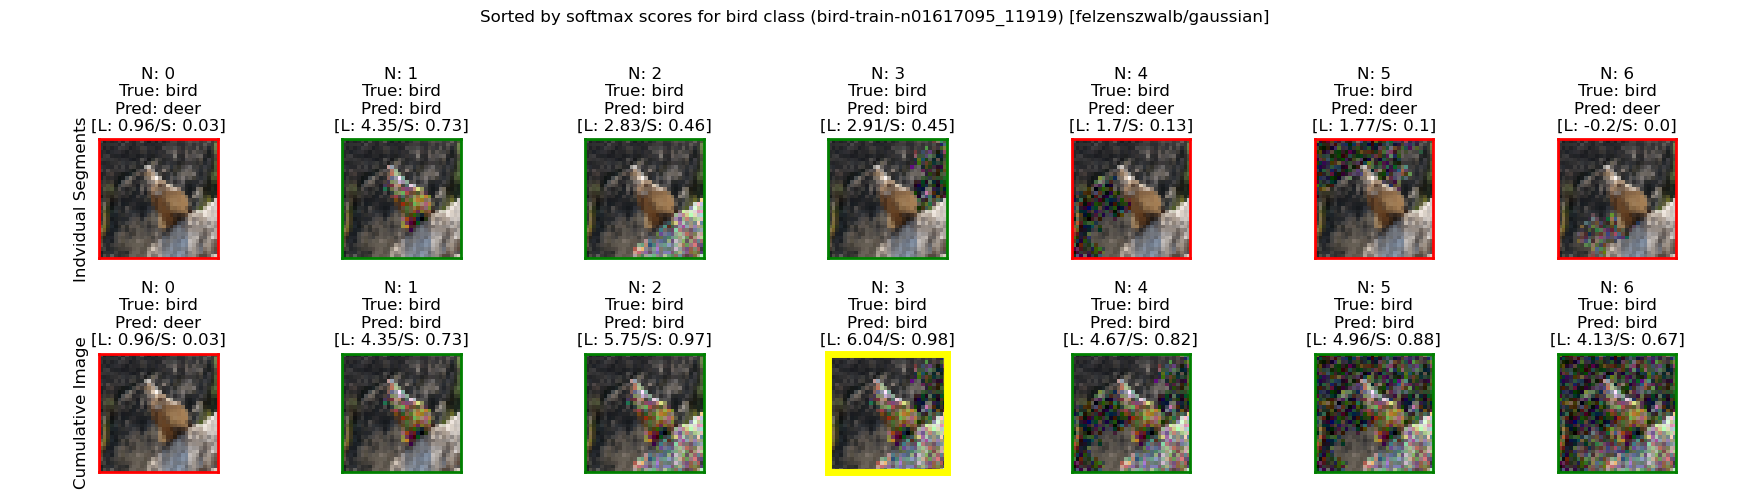 Sorted by softmax scores for bird class (bird-train-n01617095_11919) [felzenszwalb/gaussian]
Indvidual Segments
N: 0
True: bird
Pred: deer
[L: 0.96/S: 0.03]
N: 1
True: bird
Pred: bird
[L: 4.35/S: 0.73]
N: 2
True: bird
Pred: bird
[L: 2.83/S: 0.46]
N: 3
True: bird
Pred: bird
[L: 2.91/S: 0.45]
N: 4
True: bird
Pred: deer
[L: 1.7/S: 0.13]
N: 5
True: bird
Pred: deer
[L: 1.77/S: 0.1]
N: 6
True: bird
Pred: deer
[L: -0.2/S: 0.0]
Cumulative Image
N: 0
True: bird
Pred: deer
[L: 0.96/S: 0.03]
N: 1
True: bird
Pred: bird
[L: 4.35/S: 0.73]
N: 2
True: bird
Pred: bird
[L: 5.75/S: 0.97]
N: 3
True: bird
Pred: bird
[L: 6.04/S: 0.98]
N: 4
True: bird
Pred: bird
[L: 4.67/S: 0.82]
N: 5
True: bird
Pred: bird
[L: 4.96/S: 0.88]
N: 6
True: bird
Pred: bird
[L: 4.13/S: 0.67]